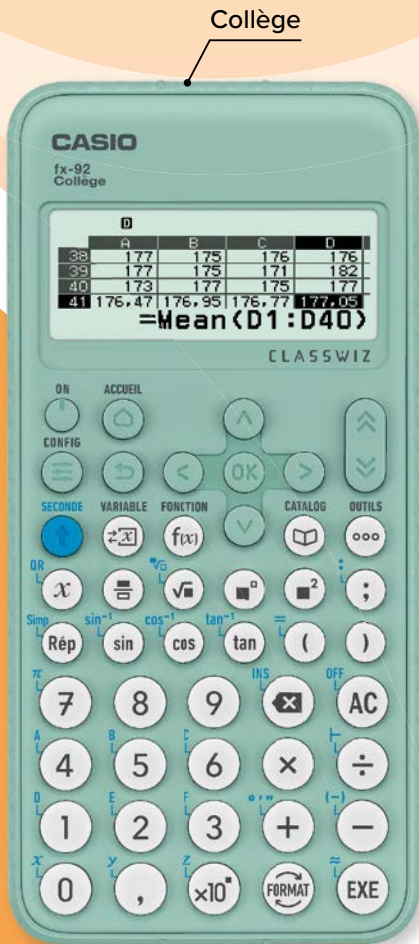 Collège
CASIO
fx-92
Collège
D
A B C D
38 177 175 176 176
39 177 175 171 182
40 173 177 175 177
41 176,47 176,95 176,77 177,05
=Mean(D1:D40)
CLASSWIZ
ON ACCUEIL
CONFIG
OK
SECONDE VARIABLE FONCTION CATALOG OUTILS
x f(x)
QR √ :
x √ 2 ;
Simp sin⁻¹ cos⁻¹ tan⁻¹ =
Rép sin cos tan ( )
π INS OFF
7 8 9 AC
A B C ⊢
4 5 6 × ÷
D E F ° ′ ″ (−)
1 2 3 + −
x y z ≈
0 , ×10 FORMAT EXE